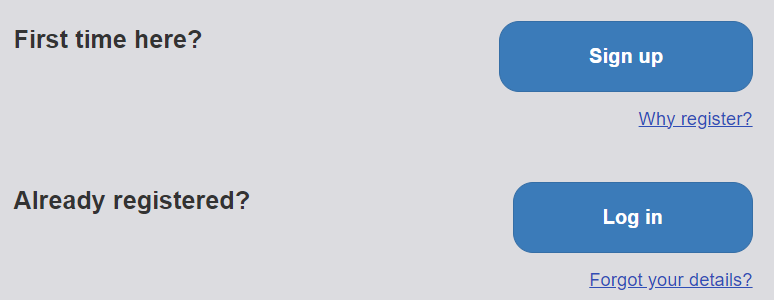 First time here?
Sign up
Why register?
Already registered?
Log in
Forgot your details?